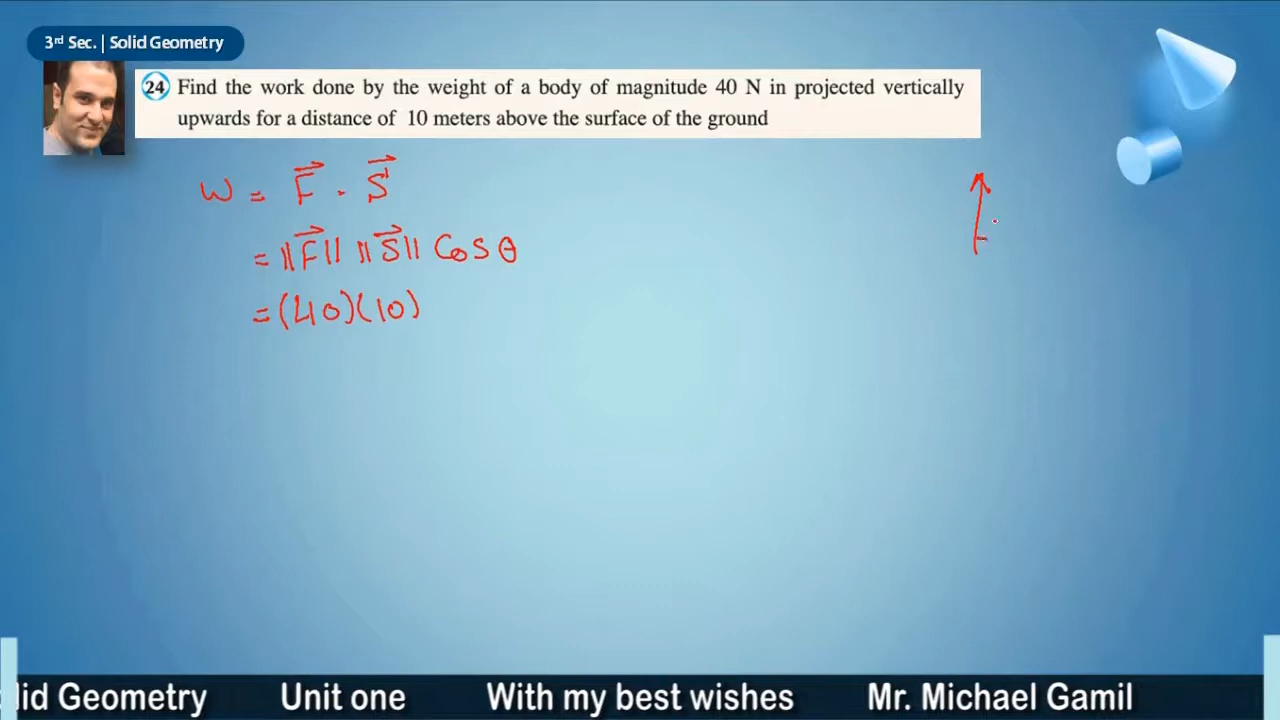 3rd Sec. | Solid Geometry
24 Find the work done by the weight of a body of magnitude 40 N in projected vertically
upwards for a distance of 10 meters above the surface of the ground
W = F⃗ . S⃗
= ||F⃗|| ||S⃗|| Cos θ
= (40)(10)
lid Geometry Unit one With my best wishes Mr. Michael Gamil